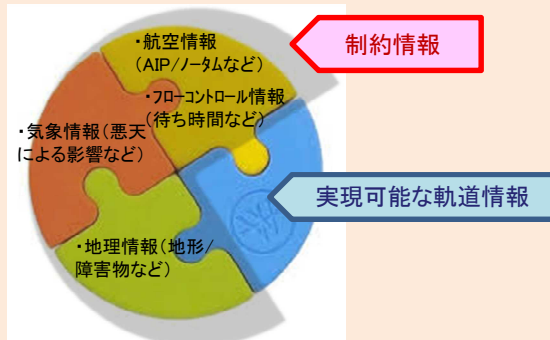 ・航空情報
(AIP/ノータムなど)
制約情報
・フローコントロール情報
(待ち時間など)
・気象情報(悪天
による影響など)
実現可能な軌道情報
・地理情報(地形/
障害物など)